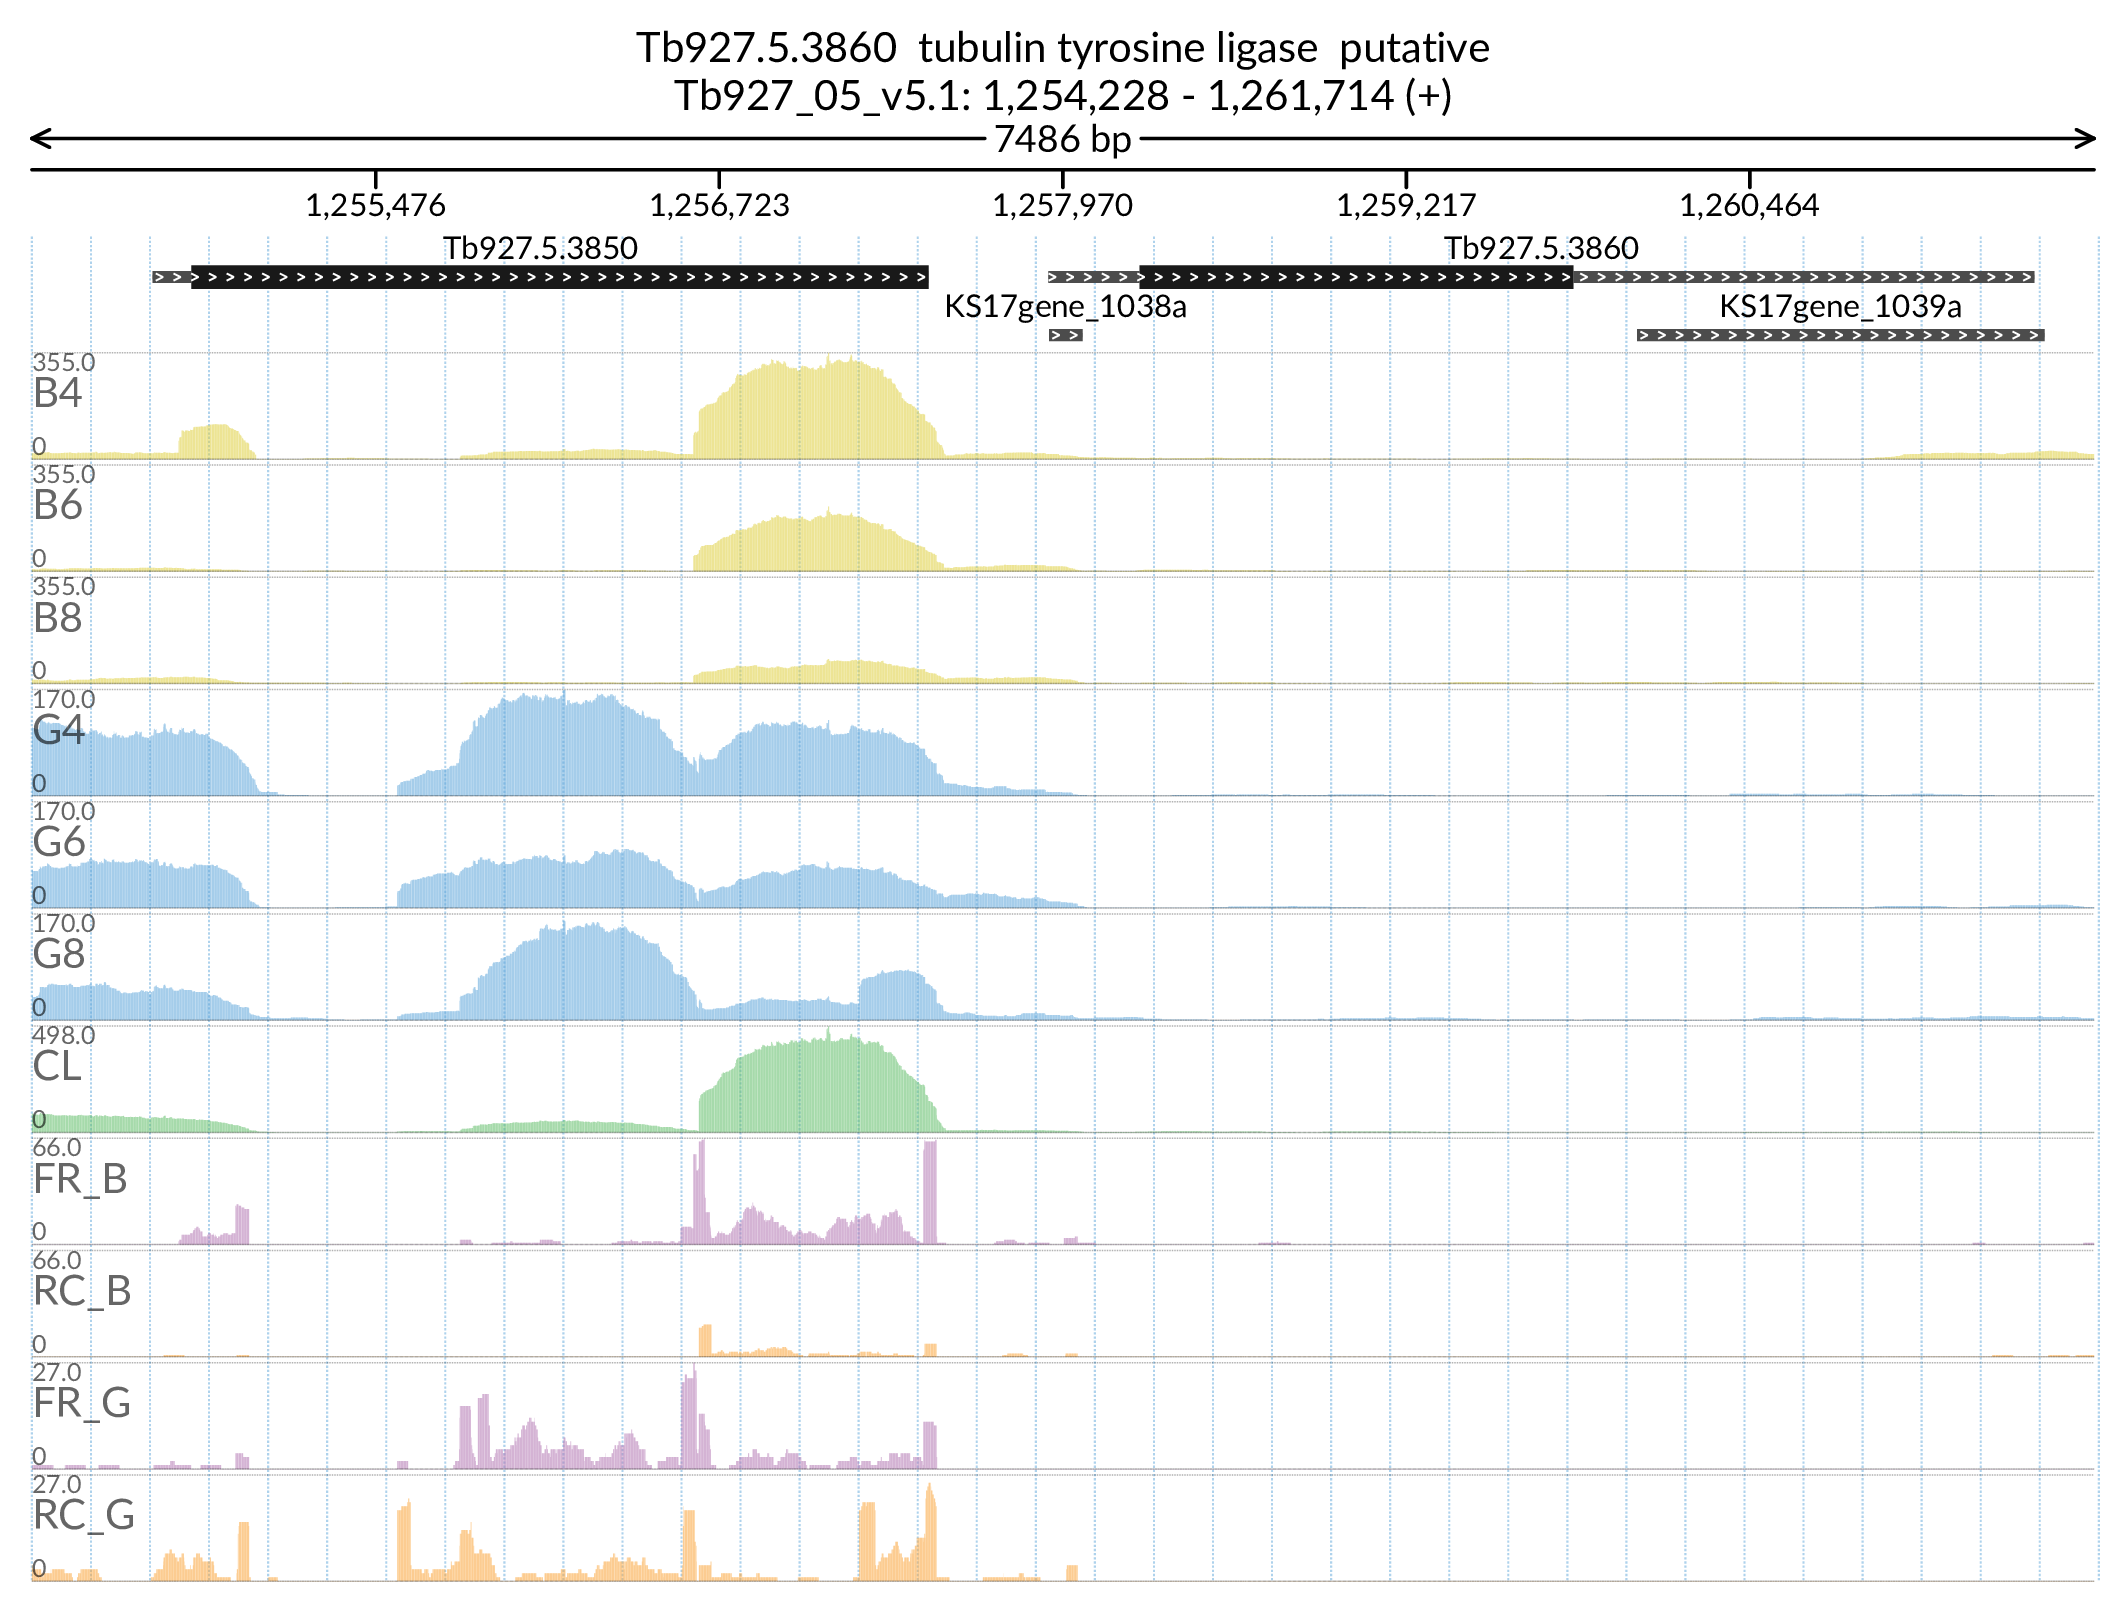 Tb927.5.3860  tubulin tyrosine ligase  putative
Tb927_05_v5.1: 1,254,228 - 1,261,714 (+)
7486 bp
1,255,476 1,256,723 1,257,970 1,259,217 1,260,464
Tb927.5.3850 Tb927.5.3860
KS17gene_1038a KS17gene_1039a
355.0
B4
0
355.0
B6
0
355.0
B8
0
170.0
G4
0
170.0
G6
0
170.0
G8
0
498.0
CL
0
66.0
FR_B
0
66.0
RC_B
0
27.0
FR_G
0
27.0
RC_G
0